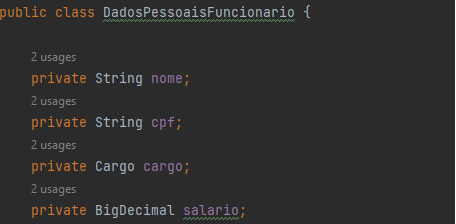 public class DadosPessoaisFuncionario {
2 usages
private String nome;
2 usages
private String cpf;
2 usages
private Cargo cargo;
2 usages
private BigDecimal salario;